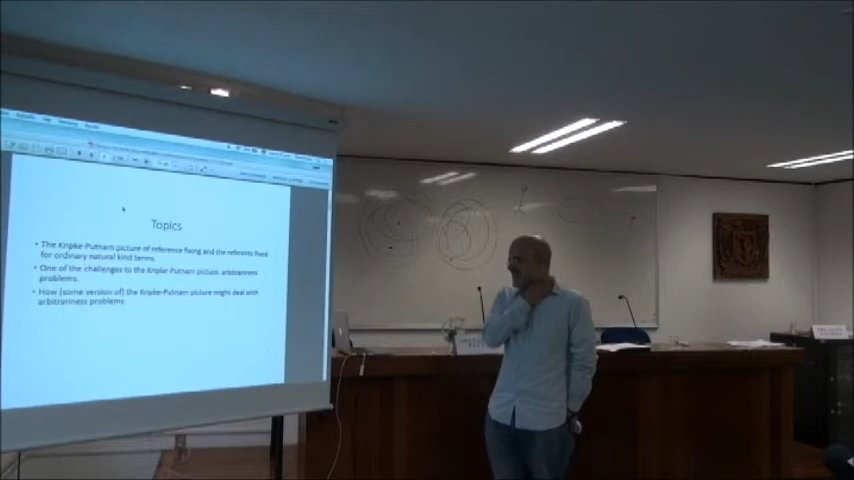 Topics
• The Kripke-Putnam picture of reference fixing and the referents fixed
for ordinary natural kind terms.
• One of the challenges to the Kripke-Putnam picture, arbitrariness
problems.
• How (some version of) the Kripke-Putnam picture might deal with
arbitrariness problems.